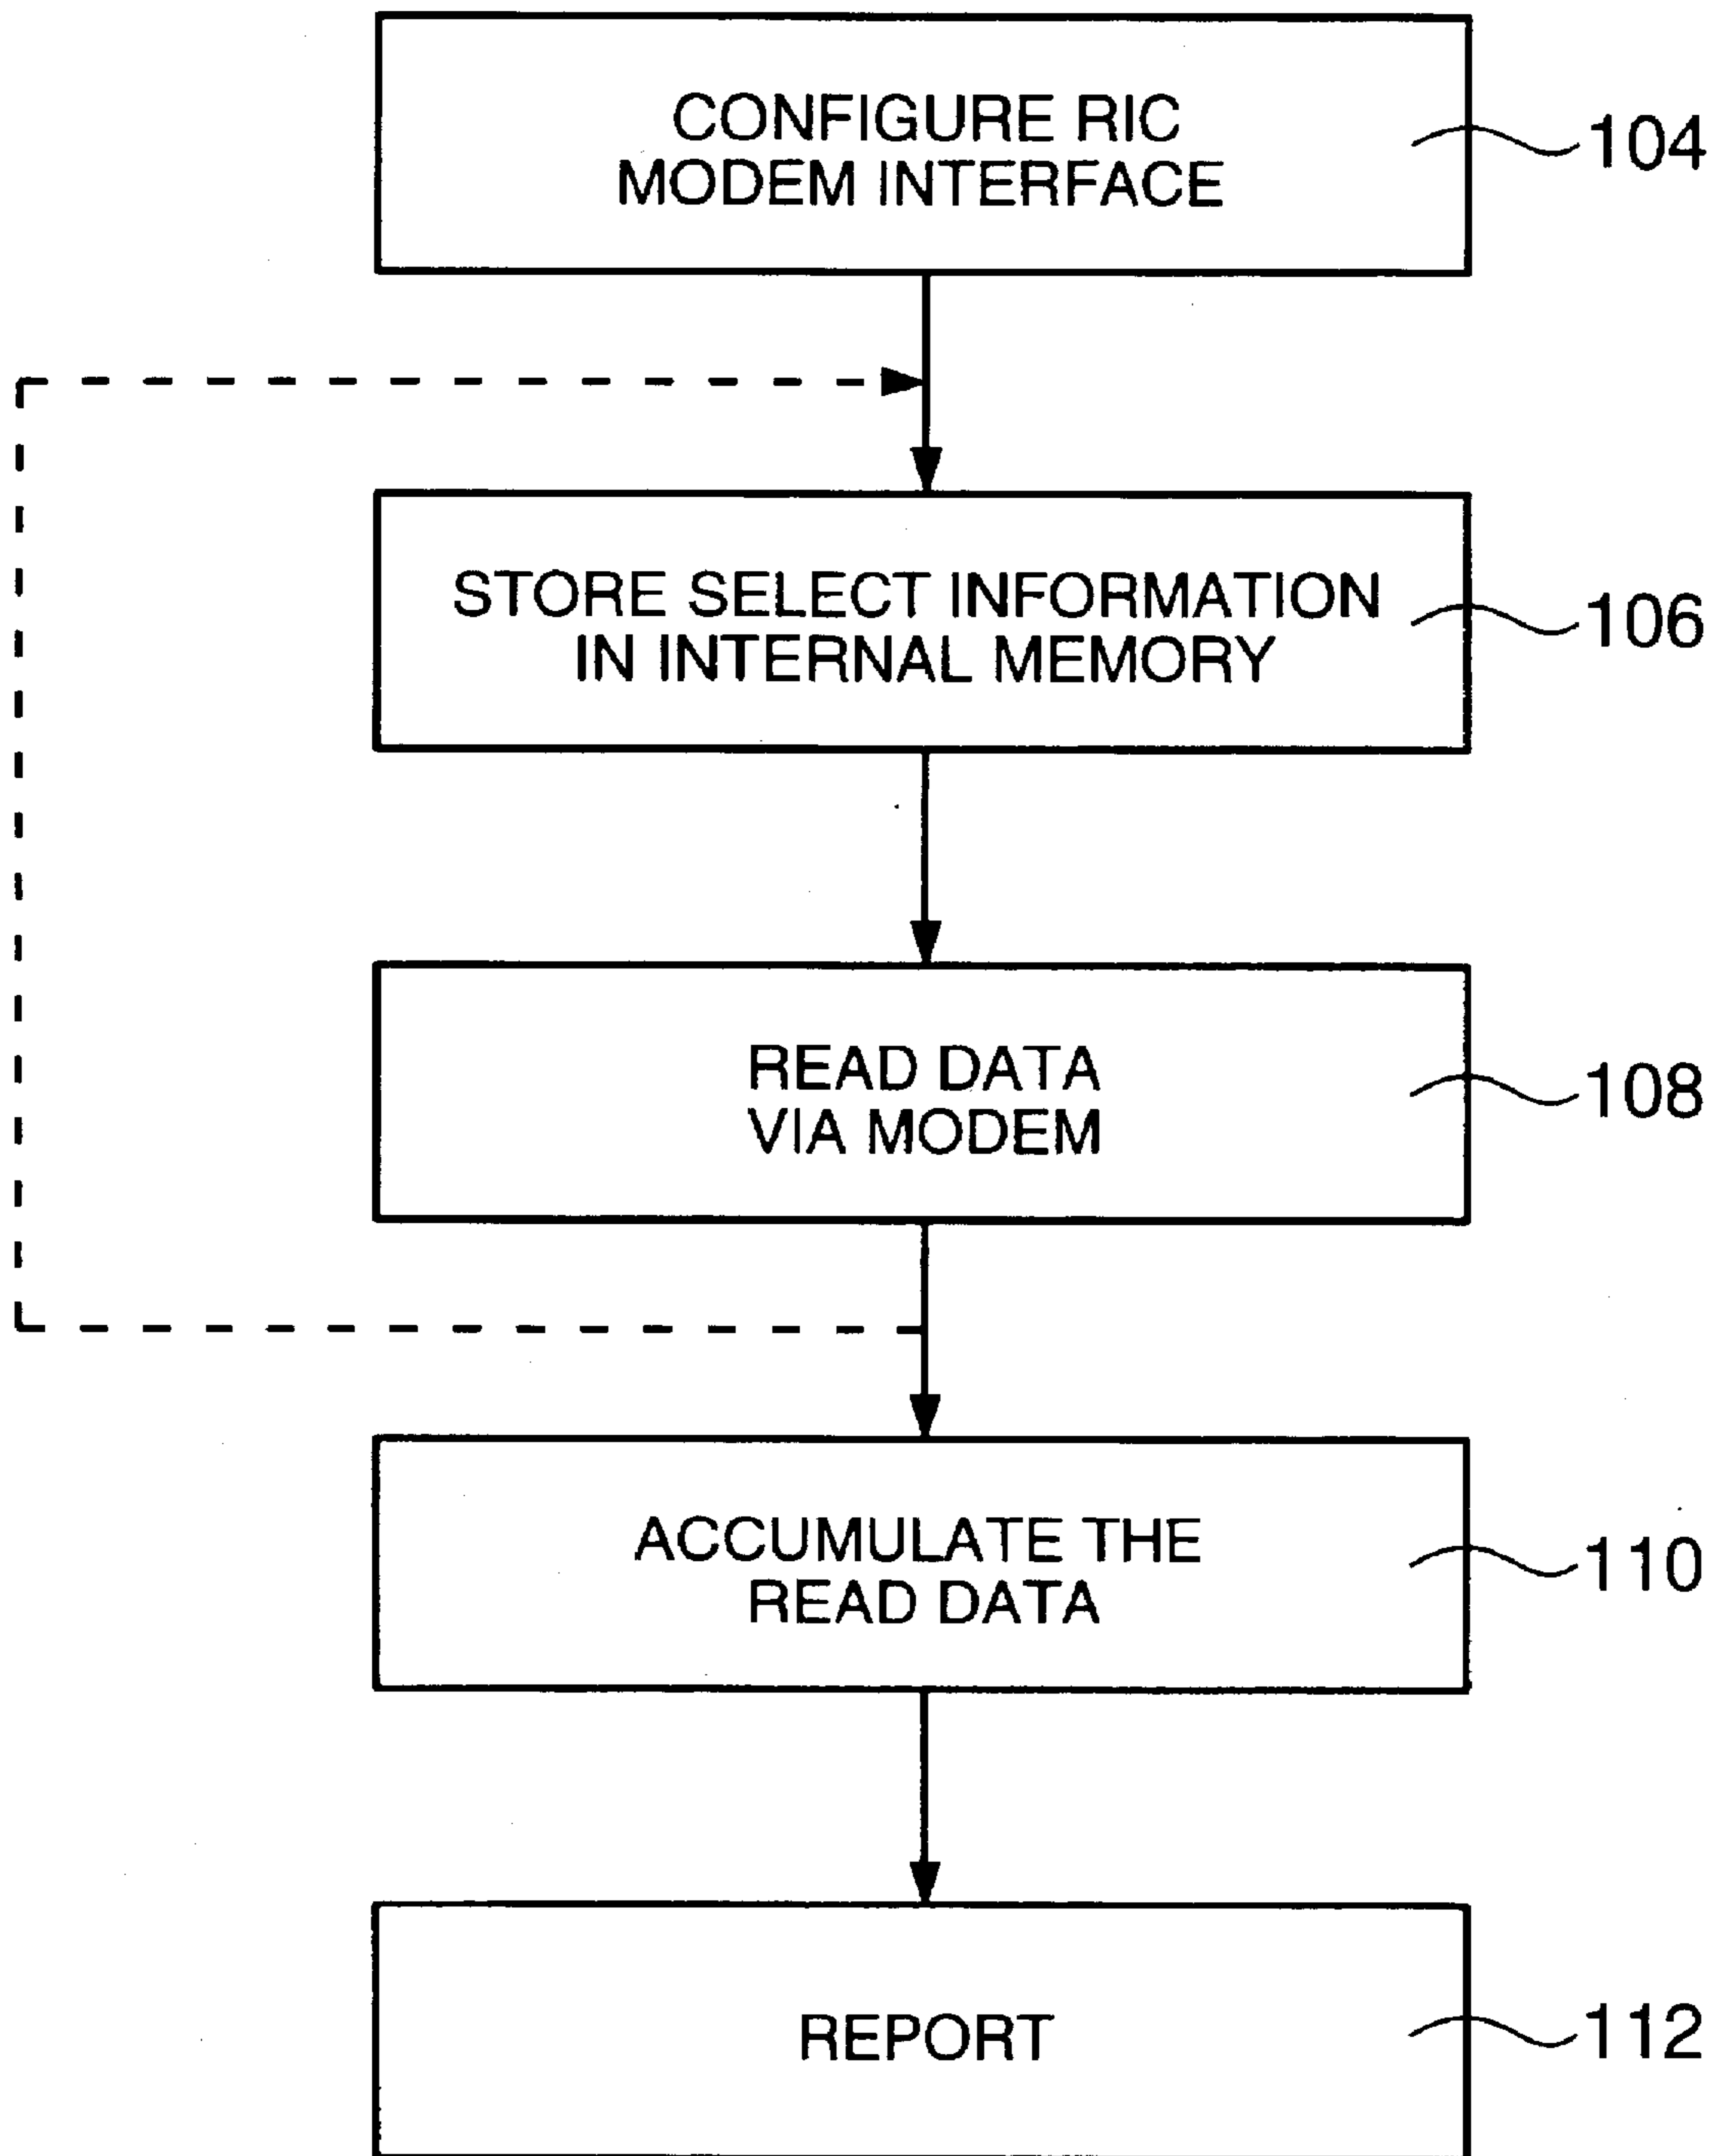 CONFIGURE RIC
MODEM INTERFACE
104
STORE SELECT INFORMATION
IN INTERNAL MEMORY
106
READ DATA
VIA MODEM
108
ACCUMULATE THE
READ DATA
110
REPORT
112